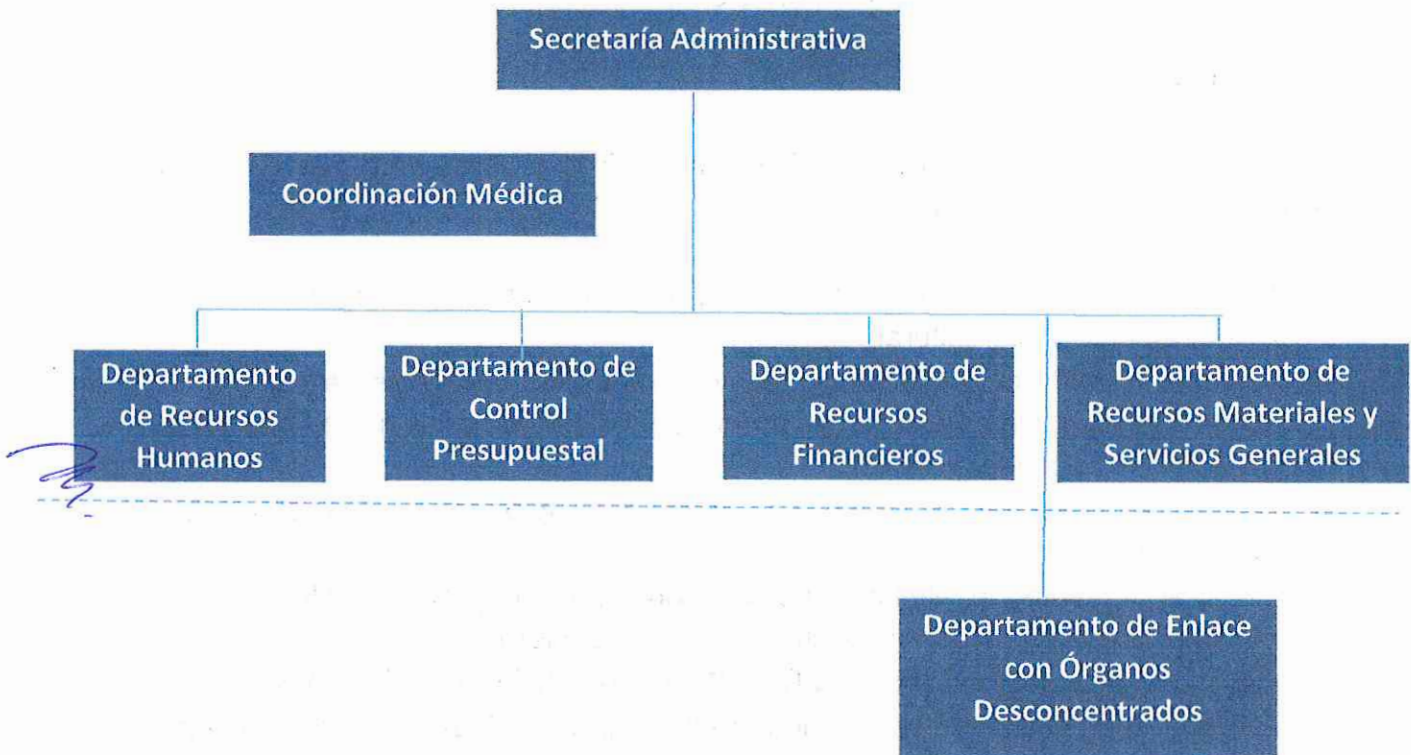 Secretaría Administrativa
Coordinación Médica
Departamento
de Recursos
Humanos
Departamento de
Control
Presupuestal
Departamento de
Recursos
Financieros
Departamento de
Recursos Materiales y
Servicios Generales
Departamento de Enlace
con Órganos
Desconcentrados